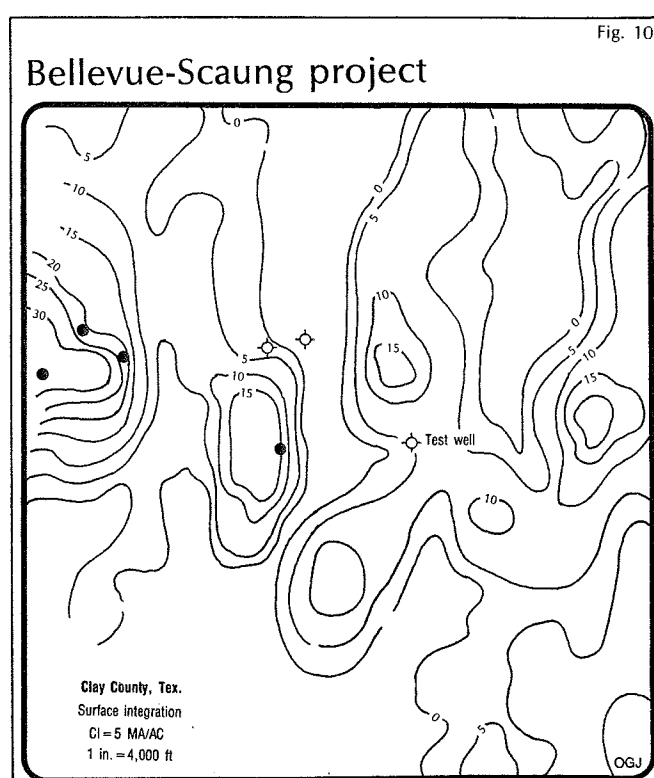 Fig. 10
Bellevue-Scaung project
0
5
10
15
20
25
30
0
5
5
10
15
10
15
0
5
10
15
Test well
10
0
5
Clay County, Tex.
Surface integration
CI=5 MA/AC
1 in.=4,000 ft
OGJ